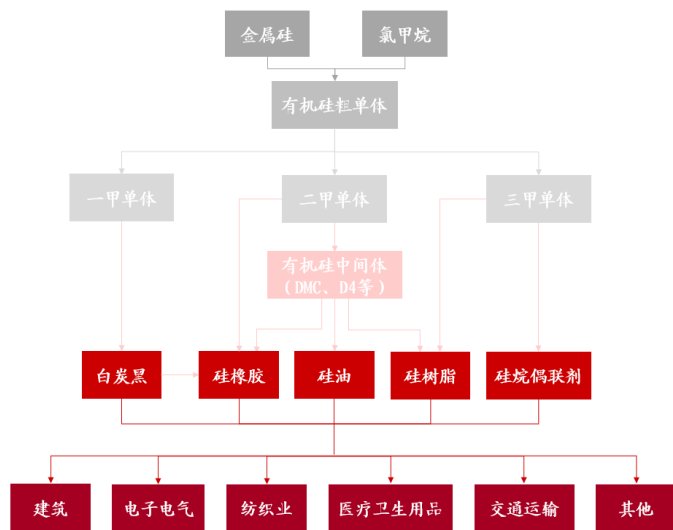 金属硅
氯甲烷
有机硅粗单体
一甲单体
二甲单体
三甲单体
有机硅中间体
（DMC、D4等）
白炭黑
硅橡胶
硅油
硅树脂
硅烷偶联剂
建筑
电子电气
纺织业
医疗卫生用品
交通运输
其他